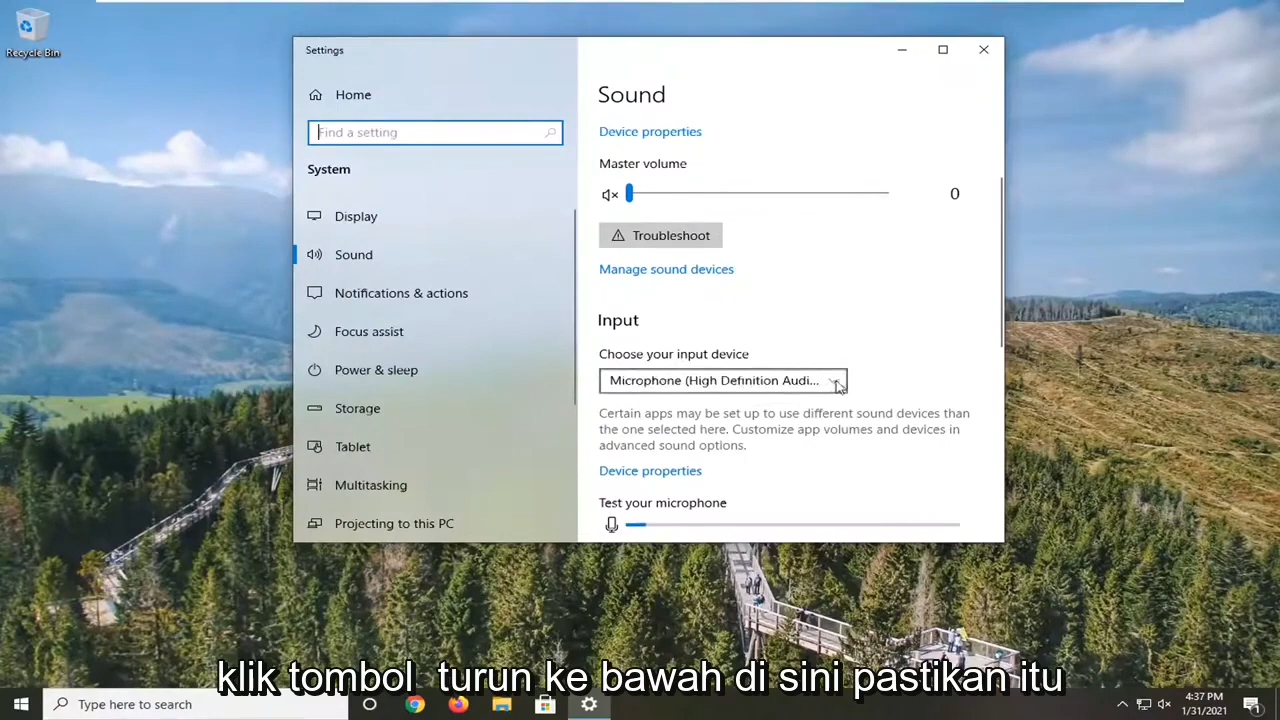 Recycle Bin
Settings
Home
Find a setting
System
Display
Sound
Notifications & actions
Focus assist
Power & sleep
Storage
Tablet
Multitasking
Projecting to this PC
Sound
Device properties
Master volume
0
Troubleshoot
Manage sound devices
Input
Choose your input device
Microphone (High Definition Audi...
Certain apps may be set up to use different sound devices than
the one selected here. Customize app volumes and devices in
advanced sound options.
Device properties
Test your microphone
klik tombol turun ke bawah di sini pastikan itu
Type here to search
4:37 PM
1/31/2021
1